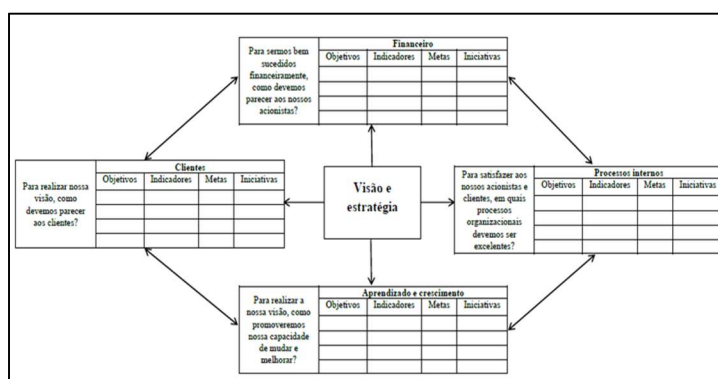 Para sermos bem
sucedidos
financeiramente,
como devemos
parecer aos nossos
acionistas?
Financeiro
Objetivos Indicadores Metas Iniciativas
Para realizar nossa
visão, como
devemos parecer
aos clientes?
Clientes
Objetivos Indicadores Metas Iniciativas
Visão e
estratégia
Para satisfazer aos
nossos acionistas e
clientes, em quais
processos
organizacionais
devemos ser
excelentes?
Processos internos
Objetivos Indicadores Metas Iniciativas
Para realizar a
nossa visão, como
promoveremos
nossa capacidade
de mudar e
melhorar?
Aprendizado e crescimento
Objetivos Indicadores Metas Iniciativas